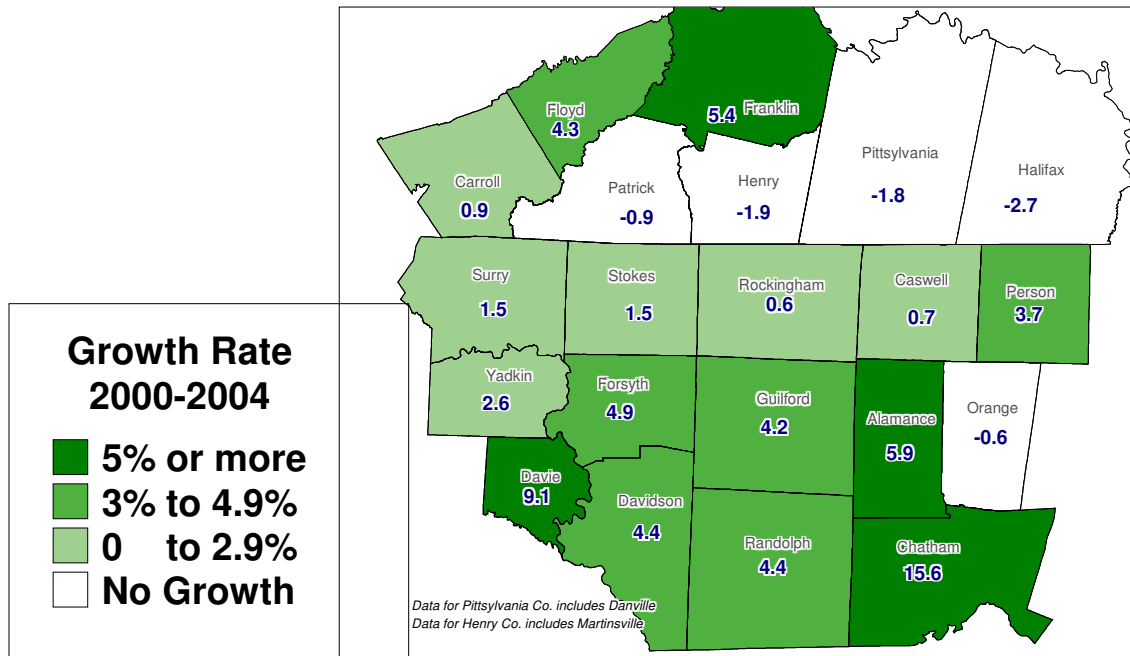 Floyd
4.3
5.4 Franklin
Carroll
0.9
Patrick
-0.9
Henry
-1.9
Pittsylvania
-1.8
Halifax
-2.7
Surry
1.5
Stokes
1.5
Rockingham
0.6
Caswell
0.7
Person
3.7
Yadkin
2.6
Forsyth
4.9
Guilford
4.2
Alamance
5.9
Orange
-0.6
Davie
9.1
Davidson
4.4
Randolph
4.4
Chatham
15.6
Growth Rate
2000-2004
5% or more
3% to 4.9%
0 to 2.9%
No Growth
Data for Pittsylvania Co. includes Danville
Data for Henry Co. includes Martinsville